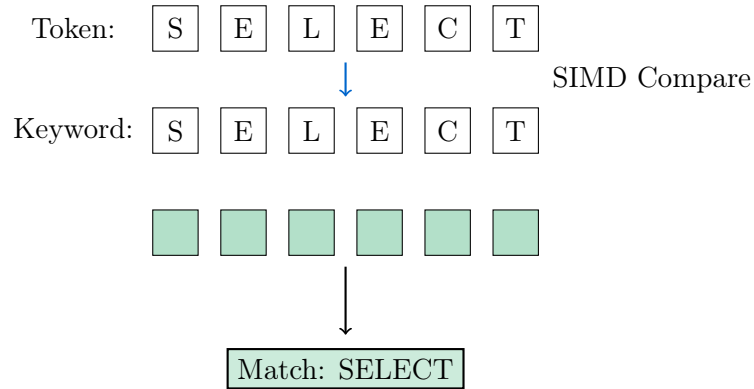 Token: S E L E C T
SIMD Compare
Keyword: S E L E C T
Match: SELECT